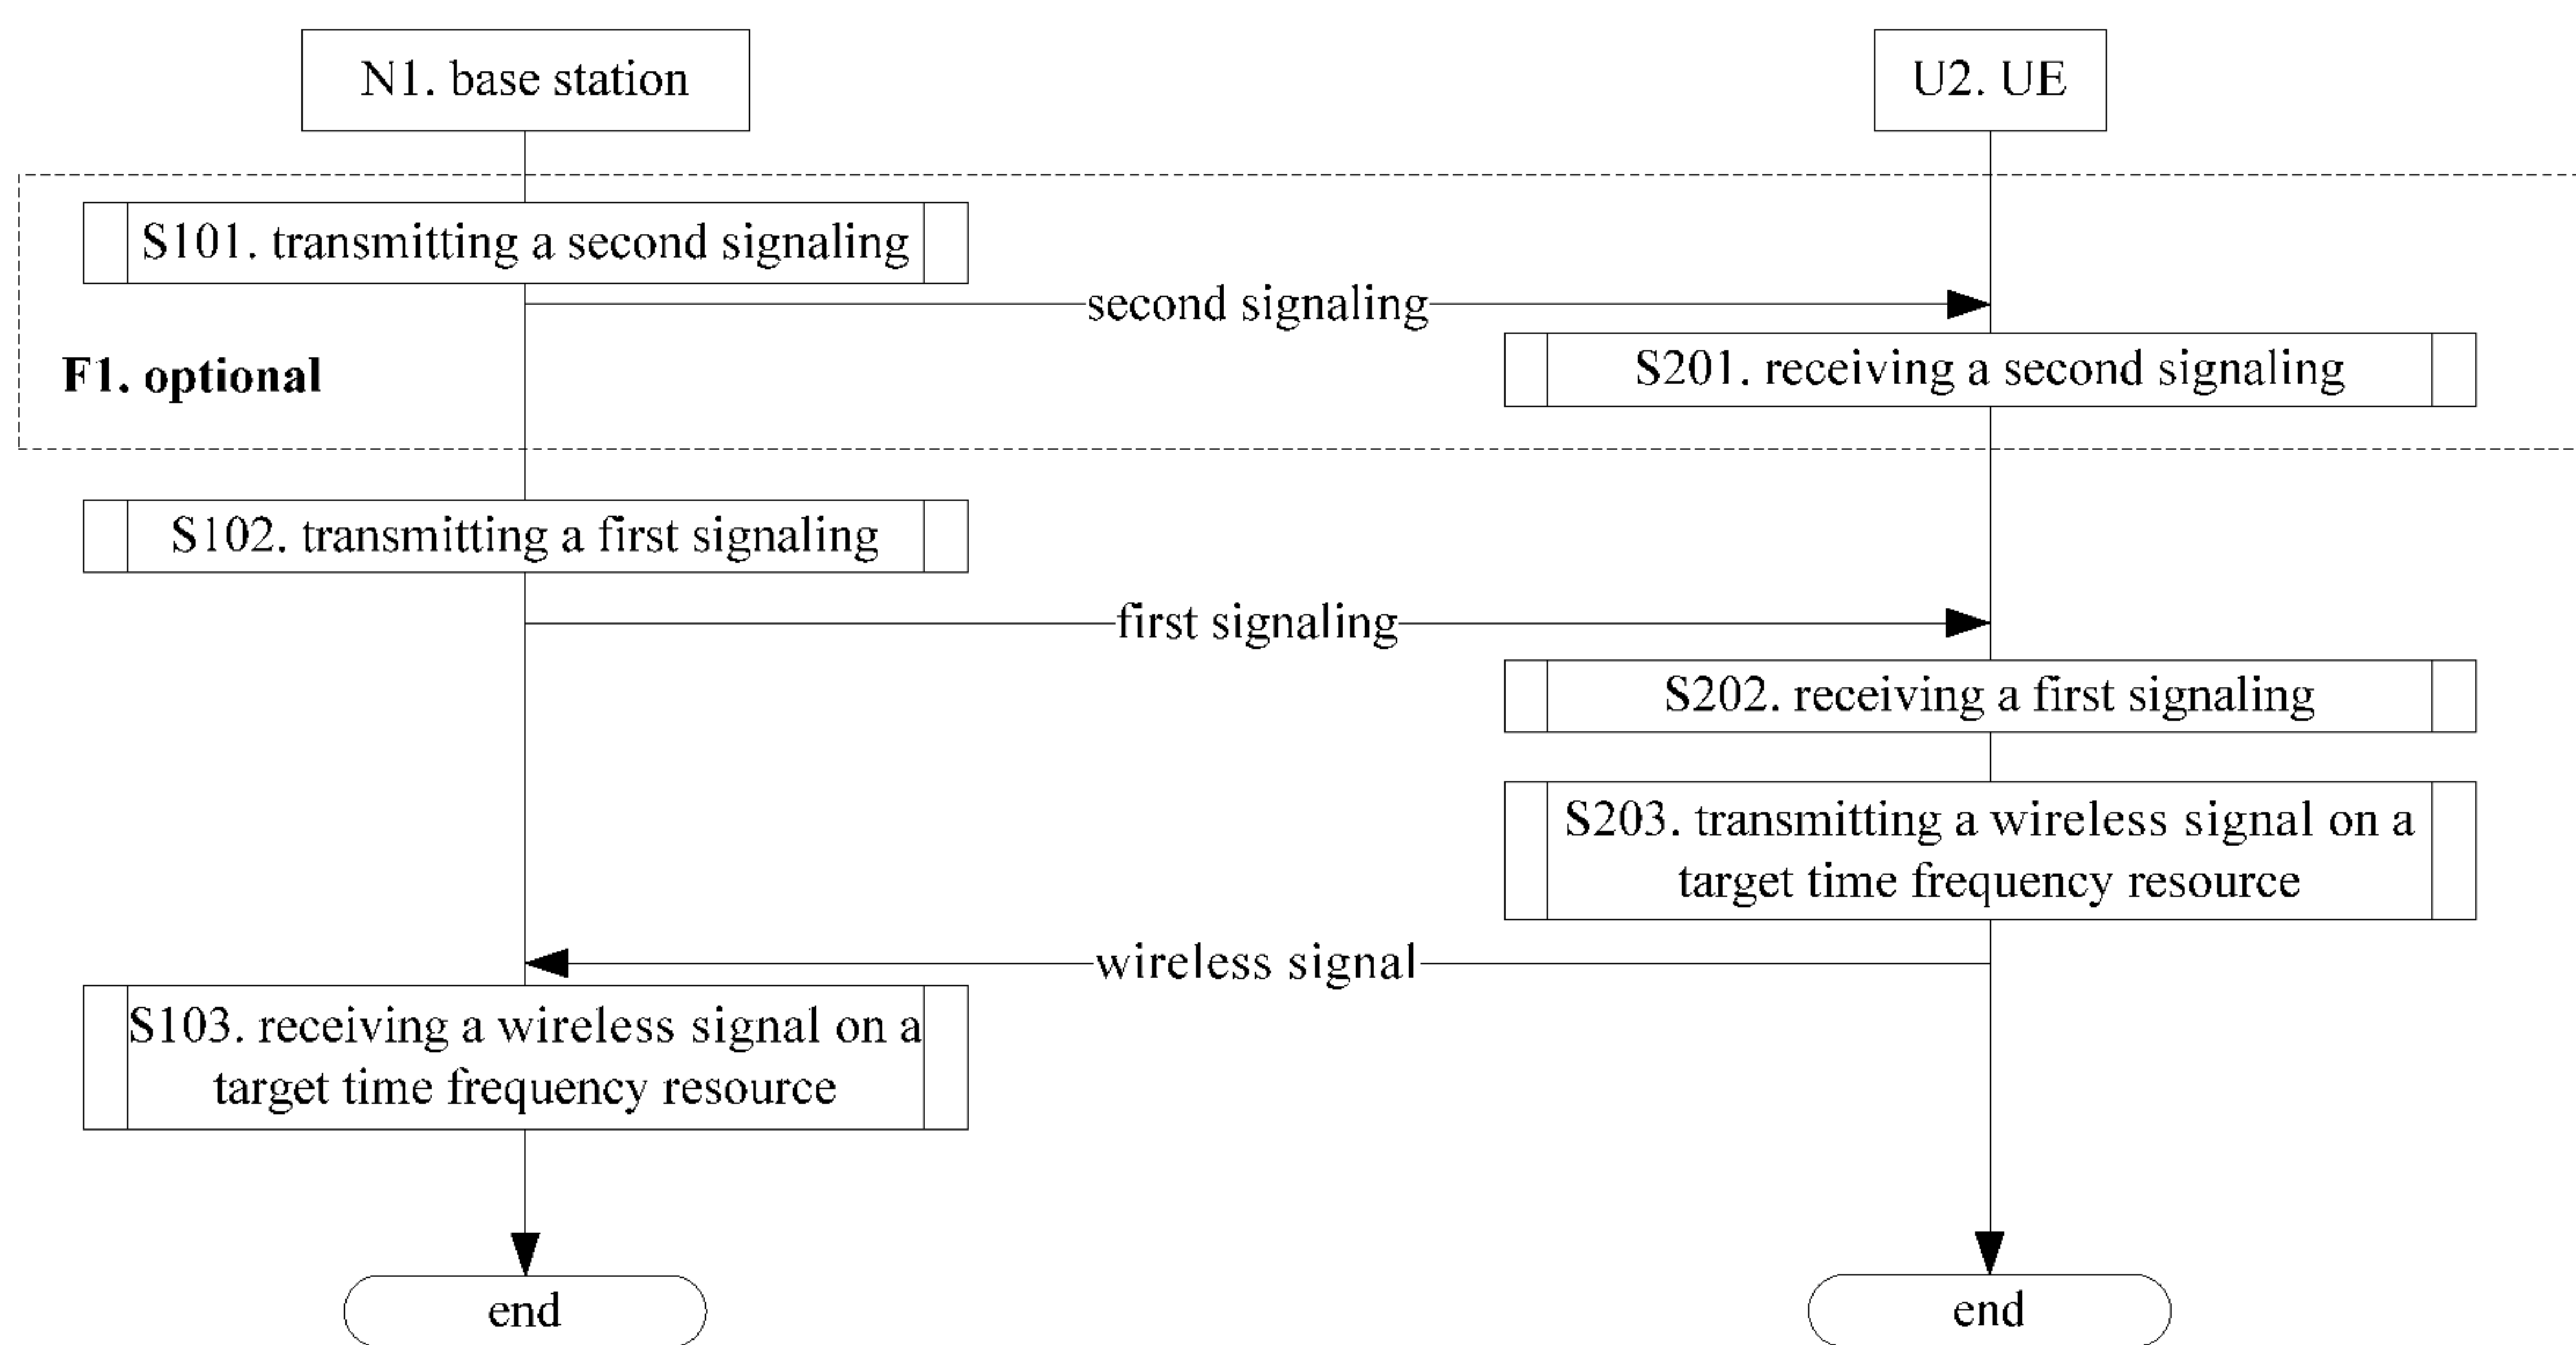 N1. base station
U2. UE
S101. transmitting a second signaling
second signaling
S201. receiving a second signaling
F1. optional
S102. transmitting a first signaling
first signaling
S202. receiving a first signaling
S203. transmitting a wireless signal on a
target time frequency resource
wireless signal
S103. receiving a wireless signal on a
target time frequency resource
end
end